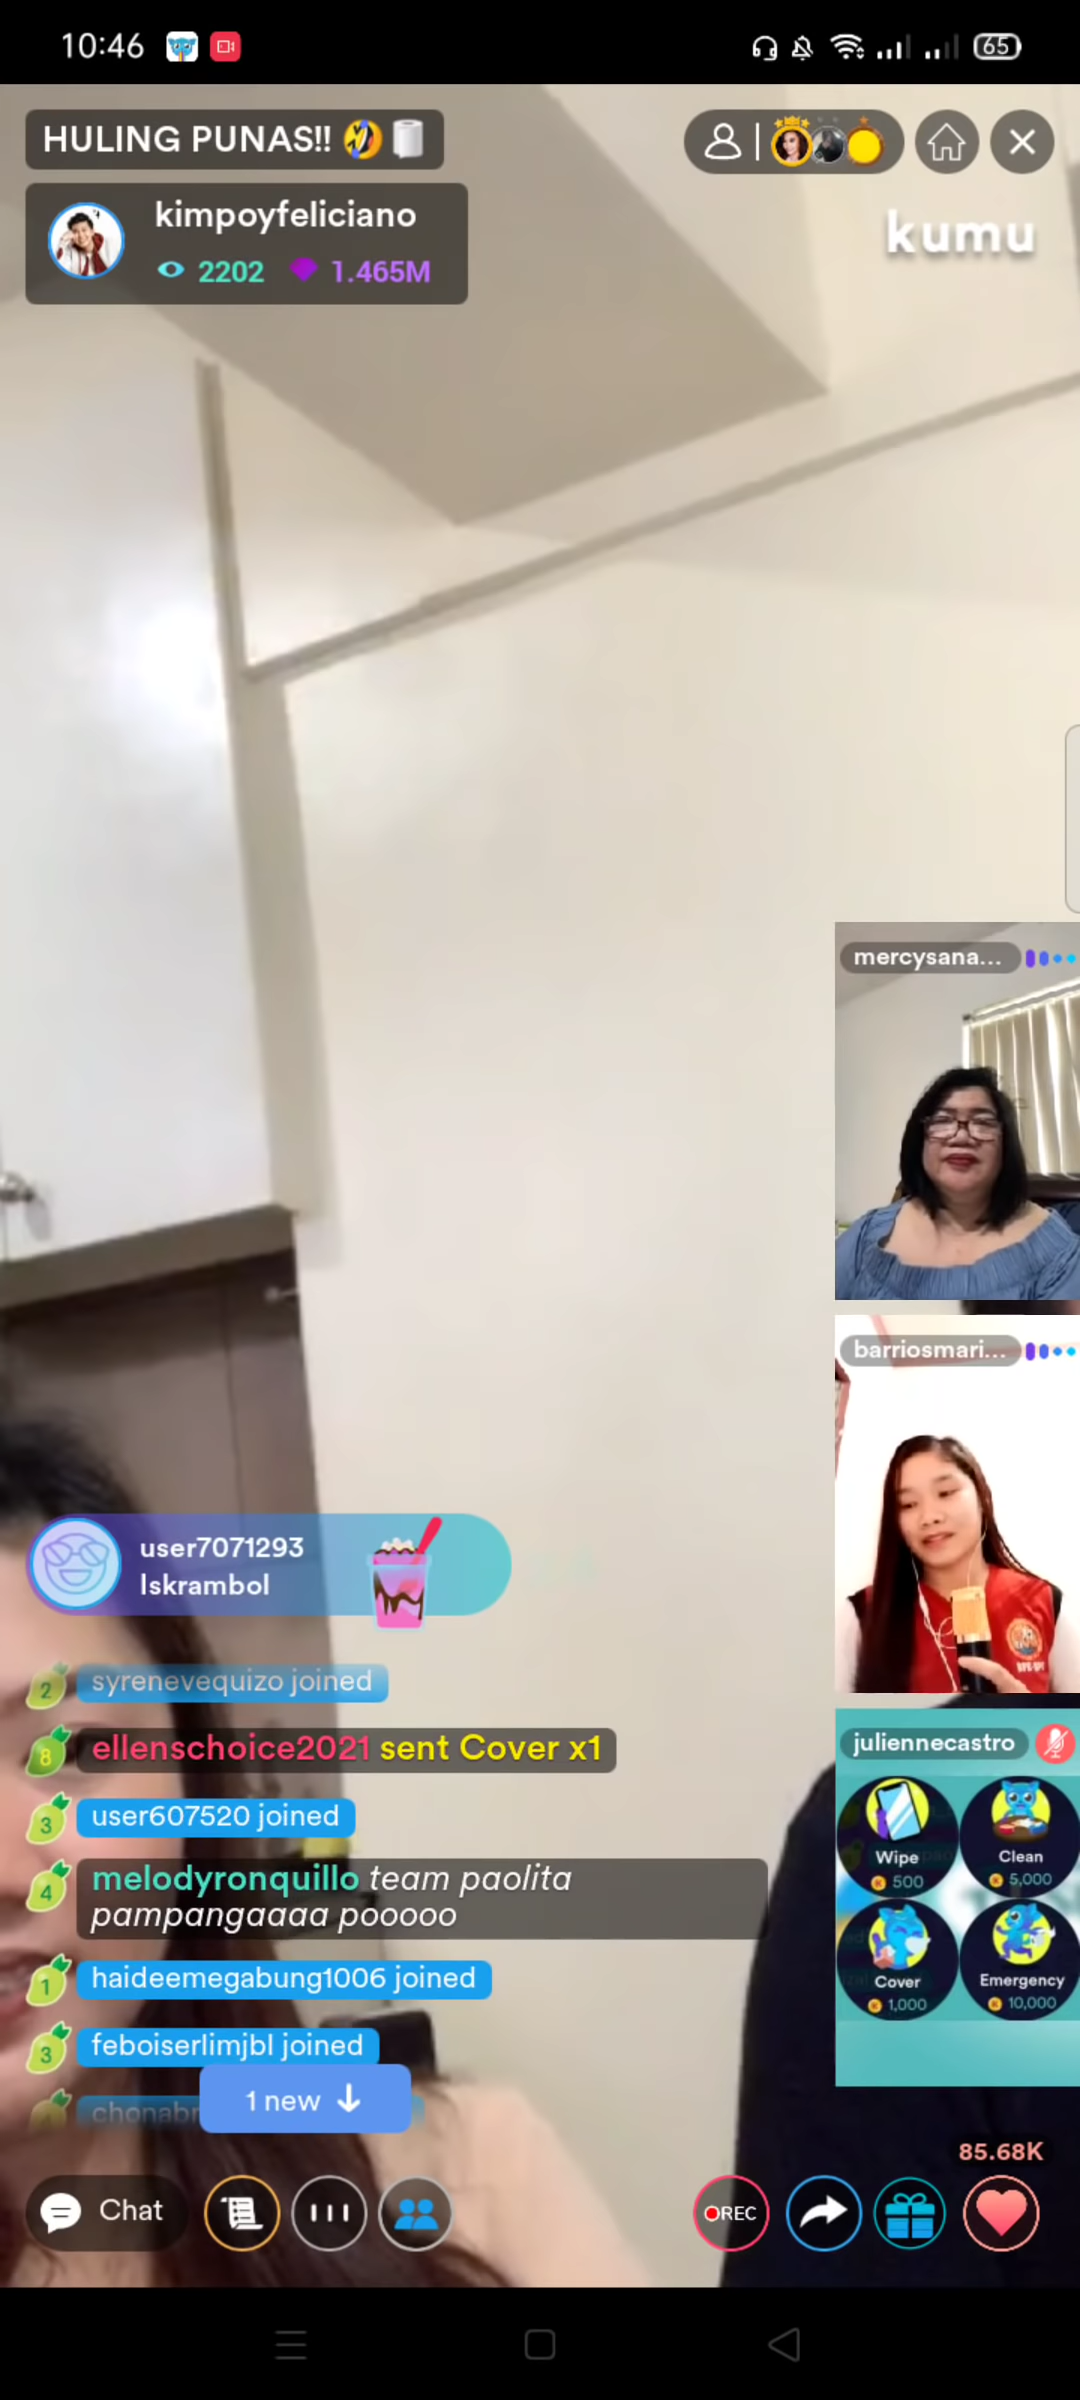 10:46
65
HULING PUNAS!!
kimpoyfeliciano
2202 1.465M
kumu
mercysana...
barriosmari...
user7071293
Iskrambol
2 syrenevequizo joined
8 ellenschoice2021 sent Cover x1
3 user607520 joined
4 melodyronquillo team paolita
pampangaaaa pooooo
1 haideemegabung1006 joined
3 feboiserlimjbl joined
1 new
juliennecastro
Wipe
500
Clean
5,000
Cover
1,000
Emergency
10,000
85.68K
Chat
REC